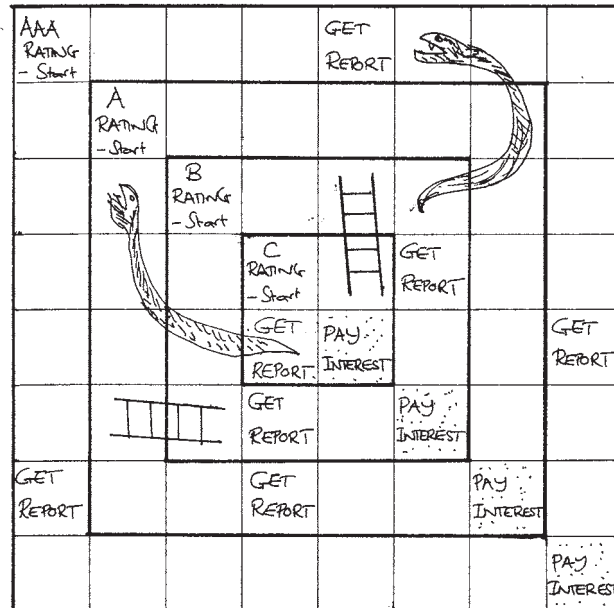 AAA
RATING
- Start
GET
REPORT
A
RATING
- Start
B
RATING
- Start
C
RATING
- Start
GET
REPORT
GET
REPORT
PAY
INTEREST
GET
REPORT
GET
REPORT
PAY
INTEREST
GET
REPORT
GET
REPORT
PAY
INTEREST
PAY
INTEREST